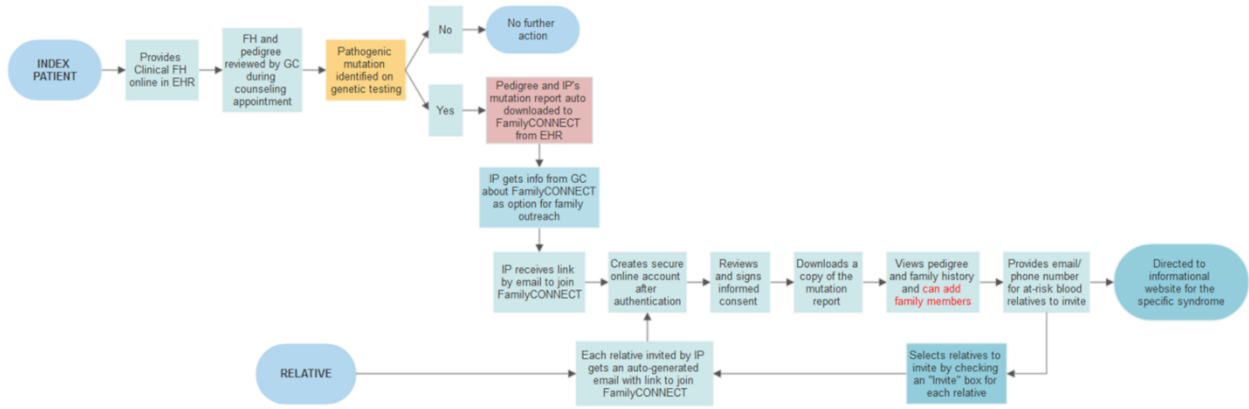 INDEX
PATIENT
Provides
Clinical FH
online in EHR
FH and
pedigree
reviewed by GC
during
counseling
appointment
Pathogenic
mutation
identified on
genetic testing
No
No further
action
Yes
Pedigree and IP's
mutation report auto
downloaded to
FamilyCONNECT
from EHR
IP gets info from GC
about FamilyCONNECT
as option for family
outreach
IP receives link
by email to join
FamilyCONNECT
Creates secure
online account
after
authentication
Reviews
and signs
informed
consent
Downloads a
copy of the
mutation
report
Views pedigree
and family history
and can add
family members
Provides email/
phone number
for at-risk blood
relatives to invite
Directed to
informational
website for the
specific syndrome
RELATIVE
Each relative invited by IP
gets an auto-generated
email with link to join
FamilyCONNECT
Selects relatives to
invite by checking
an "Invite" box for
each relative